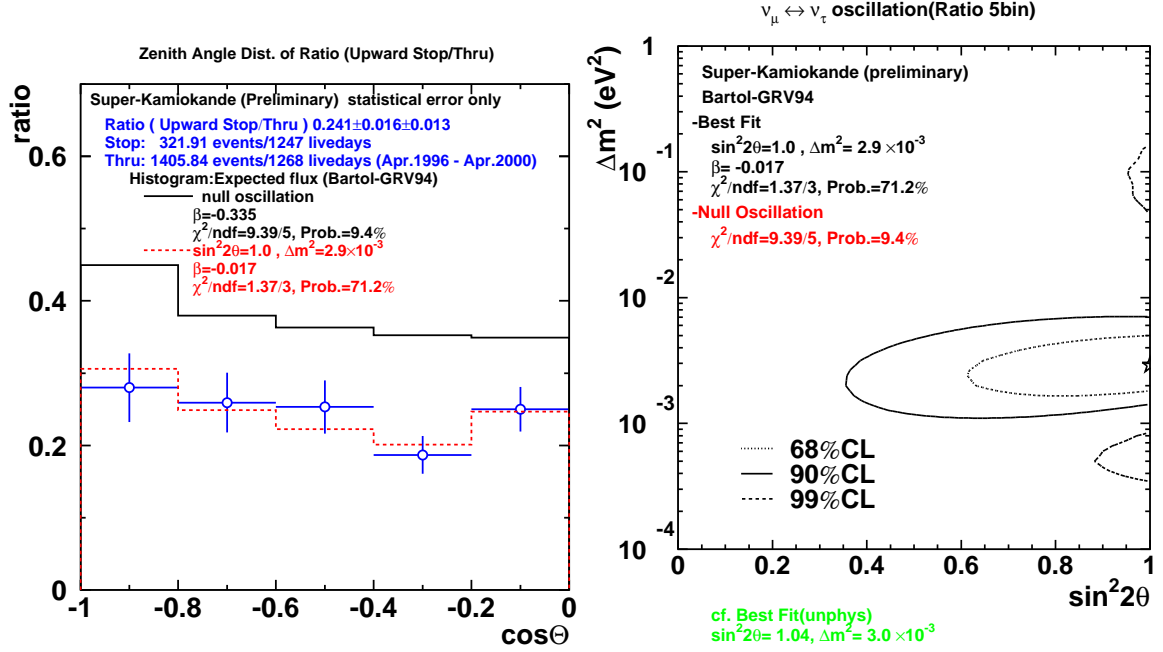 Zenith Angle Dist. of Ratio (Upward Stop/Thru)
ratio
Super-Kamiokande (Preliminary) statistical error only
Ratio ( Upward Stop/Thru ) 0.241±0.016±0.013
Stop: 321.91 events/1247 livedays
Thru: 1405.84 events/1268 livedays (Apr.1996 - Apr.2000)
Histogram:Expected flux (Bartol-GRV94)
null oscillation
β=-0.335
χ²/ndf=9.39/5, Prob.=9.4%
sin²2θ=1.0 , Δm²=2.9×10⁻³
β=-0.017
χ²/ndf=1.37/3, Prob.=71.2%
0.6
0.4
0.2
0
-1 -0.8 -0.6 -0.4 -0.2 0
cosΘ
νμ ↔ ντ oscillation(Ratio 5bin)
Δm² (eV²)
Super-Kamiokande (preliminary)
Bartol-GRV94
-Best Fit
sin²2θ=1.0 , Δm²= 2.9 ×10⁻³
β= -0.017
χ²/ndf=1.37/3, Prob.=71.2%
-Null Oscillation
χ²/ndf=9.39/5, Prob.=9.4%
1
10⁻¹
10⁻²
10⁻³
10⁻⁴
68%CL
90%CL
99%CL
0 0.2 0.4 0.6 0.8 1
sin²2θ
cf. Best Fit(unphys)
sin²2θ= 1.04, Δm²= 3.0 ×10⁻³